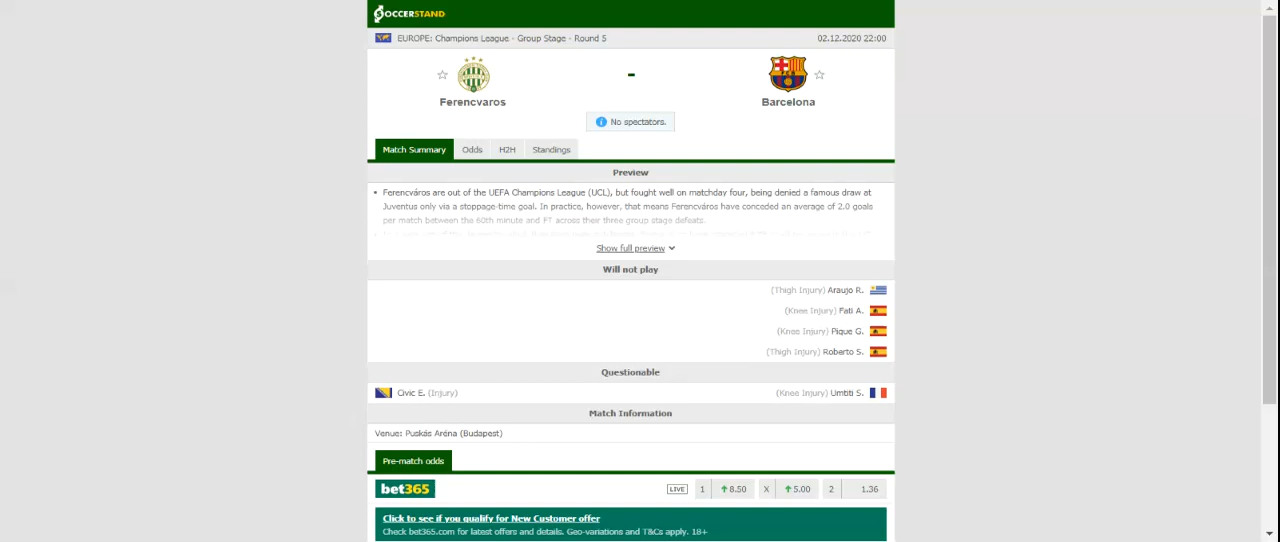 SOCCERSTAND
EUROPE: Champions League - Group Stage - Round 5 02.12.2020 22:00
-
Ferencvaros Barcelona
No spectators.
Match Summary Odds H2H Standings
Preview
Ferencváros are out of the UEFA Champions League (UCL), but fought well on matchday four, being denied a famous draw at
Juventus only via a stoppage-time goal. In practice, however, that means Ferencváros have conceded an average of 2.0 goals
per match between the 60th minute and FT across their three group stage defeats.
Show full preview
Will not play
(Thigh Injury) Araujo R.
(Knee Injury) Fati A.
(Knee Injury) Pique G.
(Thigh Injury) Roberto S.
Questionable
Civic E. (Injury) (Knee Injury) Umtiti S.
Match Information
Venue: Puskás Aréna (Budapest)
Pre-match odds
bet365 LIVE 1 8.50 X 5.00 2 1.36
Click to see if you qualify for New Customer offer
Check bet365.com for latest offers and details. Geo-variations and T&Cs apply. 18+